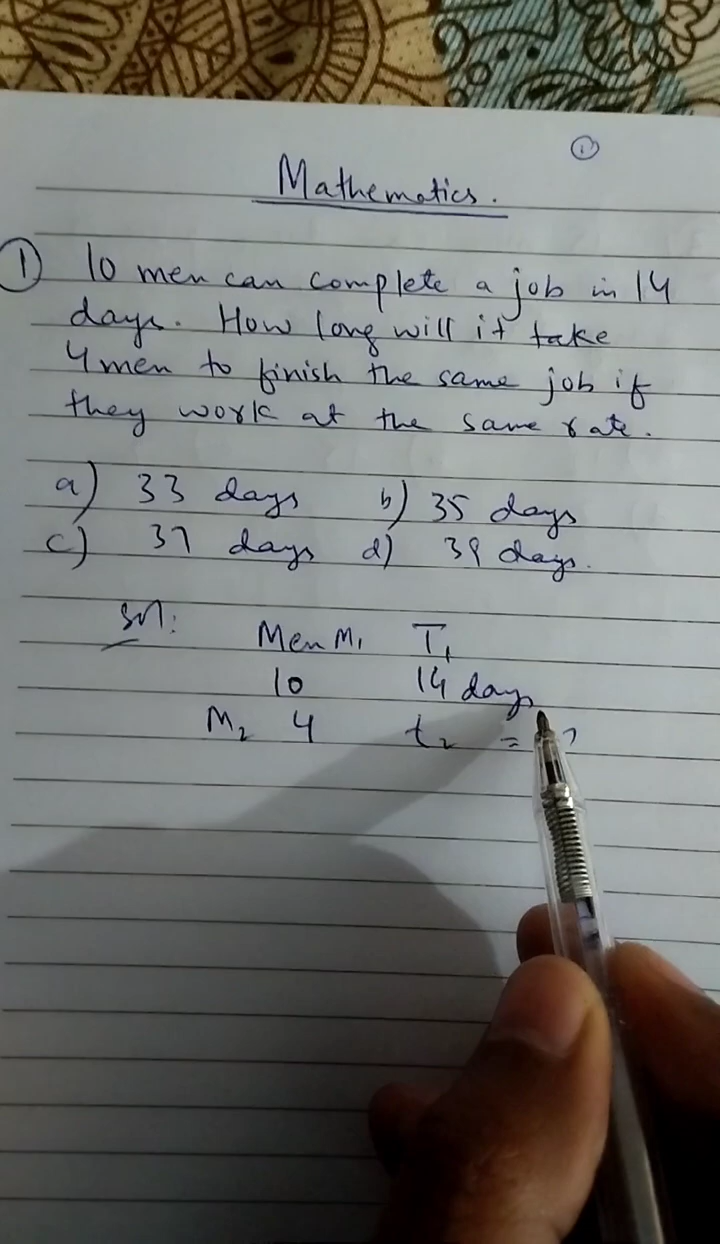 ①
Mathematics.
① 10 men can complete a job in 14
days. How long will it take
4 men to finish the same job if
they work at the same rate.
a) 33 days b) 35 days
c) 37 days d) 39 days.
Sol:
Men M₁ T₁
10 14 days
M₂ 4 t₂ = ?